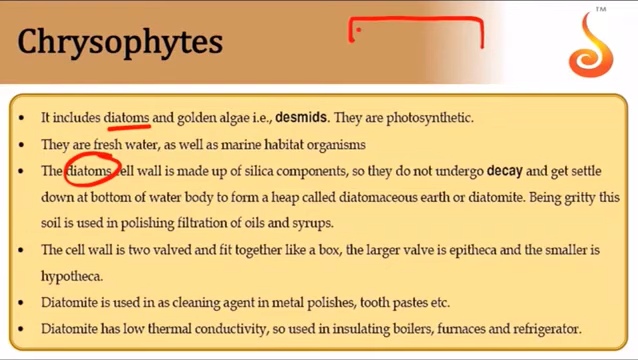 TM
Chrysophytes
• It includes diatoms and golden algae i.e., desmids. They are photosynthetic.
• They are fresh water, as well as marine habitat organisms
• The diatoms cell wall is made up of silica components, so they do not undergo decay and get settle
down at bottom of water body to form a heap called diatomaceous earth or diatomite. Being gritty this
soil is used in polishing filtration of oils and syrups.
• The cell wall is two valved and fit together like a box, the larger valve is epitheca and the smaller is
hypotheca.
• Diatomite is used in as cleaning agent in metal polishes, tooth pastes etc.
• Diatomite has low thermal conductivity, so used in insulating boilers, furnaces and refrigerator.